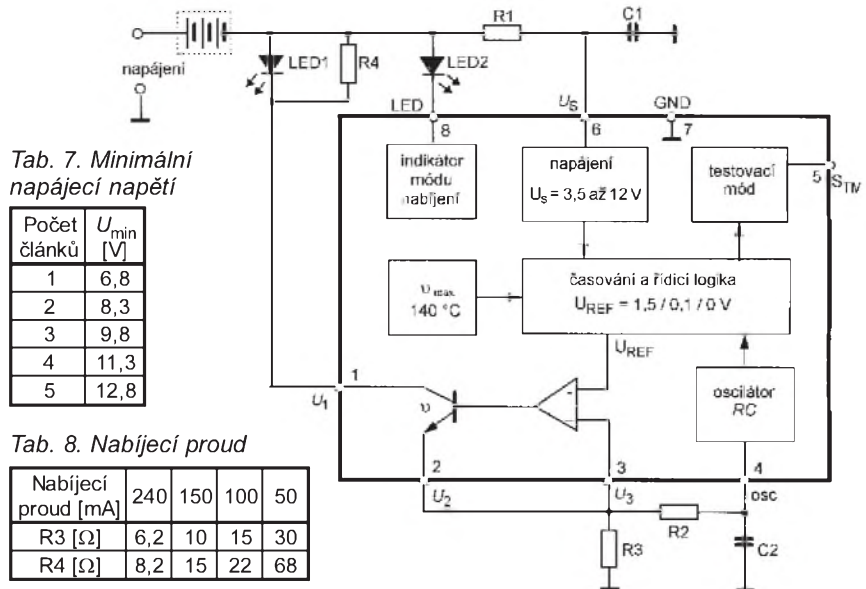 C1
R1
napájení
LED1
R4
LED2
LED
U_S
GND
8
6
7
indikátor
módu
nabíjení
napájení
U_S = 3,5 až 12 V
testovací
mód
5
S_TM
Tab. 7. Minimální
napájecí napětí
Počet článků | U_min [V]
1 | 6,8
2 | 8,3
3 | 9,8
4 | 11,3
5 | 12,8
υ_max
140 °C
časování a řídicí logika
U_REF = 1,5 / 0,1 / 0 V
U_REF
oscilátor
RC
1
U_1
υ
2
3
4
U_2
U_3
osc
R2
R3
C2
Tab. 8. Nabíjecí proud
Nabíjecí proud [mA] | 240 | 150 | 100 | 50
R3 [Ω] | 6,2 | 10 | 15 | 30
R4 [Ω] | 8,2 | 15 | 22 | 68